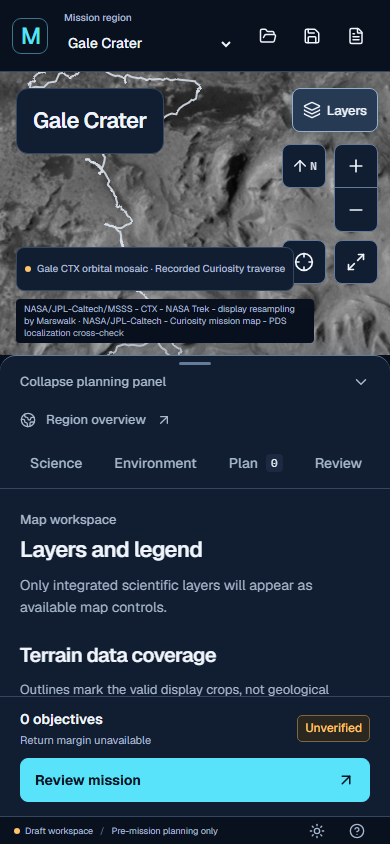 M
Mission region
Gale Crater
Gale Crater
Layers
N
Gale CTX orbital mosaic · Recorded Curiosity traverse
NASA/JPL-Caltech/MSSS - CTX - NASA Trek - display resampling
by Marswalk · NASA/JPL-Caltech - Curiosity mission map - PDS
localization cross-check
Collapse planning panel
Region overview
Science Environment Plan 0 Review
Map workspace
Layers and legend
Only integrated scientific layers will appear as
available map controls.
Terrain data coverage
Outlines mark the valid display crops, not geological
0 objectives
Return margin unavailable
Unverified
Review mission
Draft workspace / Pre-mission planning only